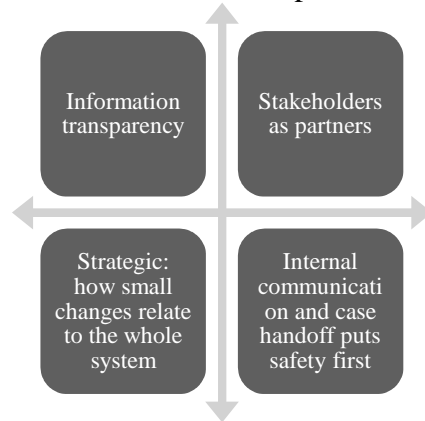 Information
transparency
Stakeholders
as partners
Strategic:
how small
changes relate
to the whole
system
Internal
communicati
on and case
handoff puts
safety first